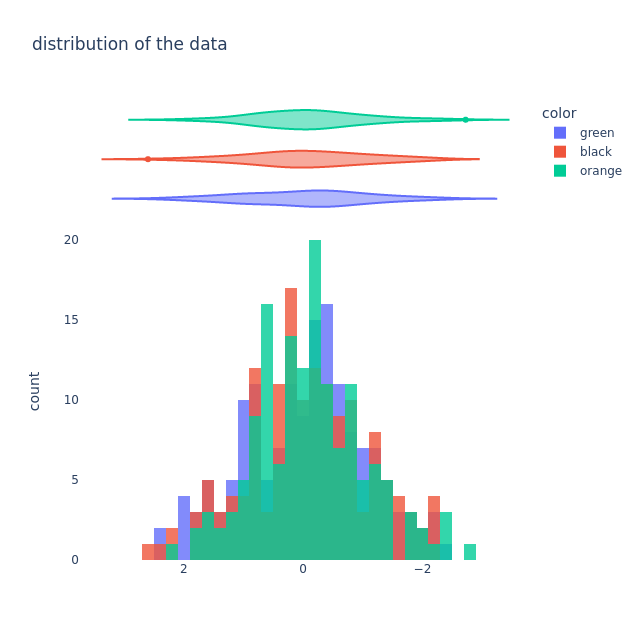 distribution of the data
color
green
black
orange
20
15
10
5
0
count
2
0
−2